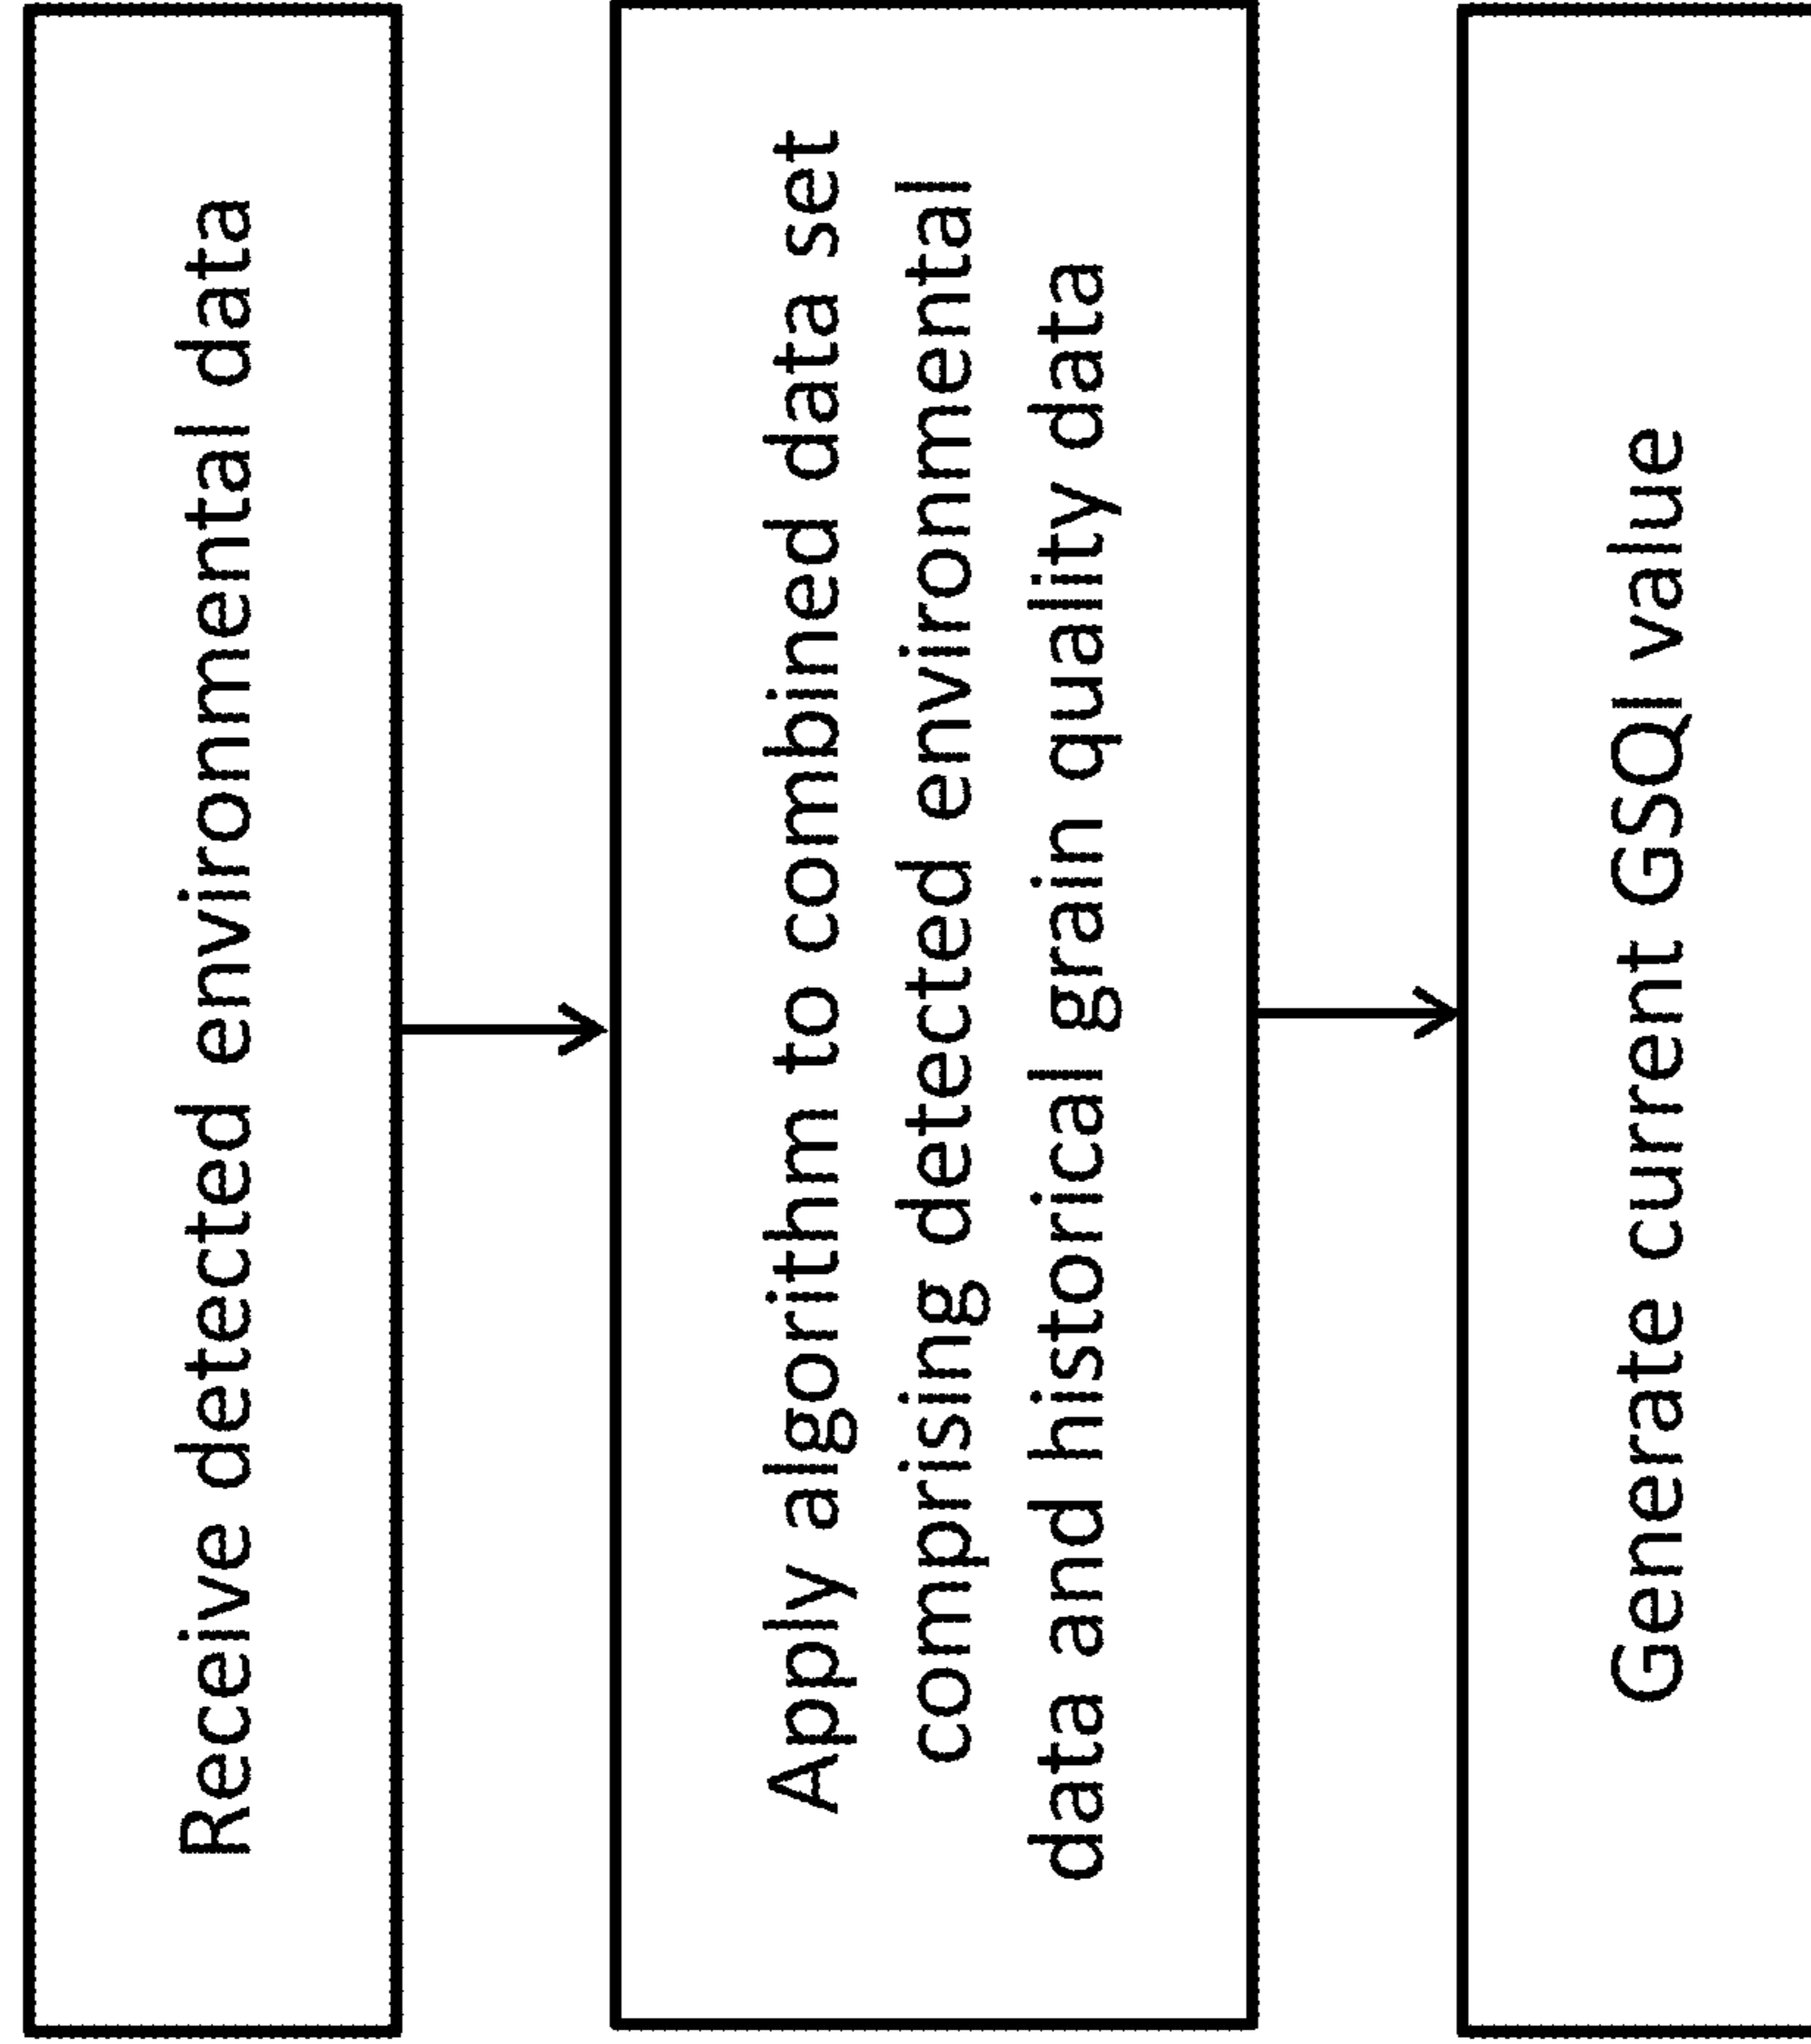 Receive detected environmental data
Apply algorithm to combined data set
comprising detected environmental
data and historical grain quality data
Generate current GSQI value